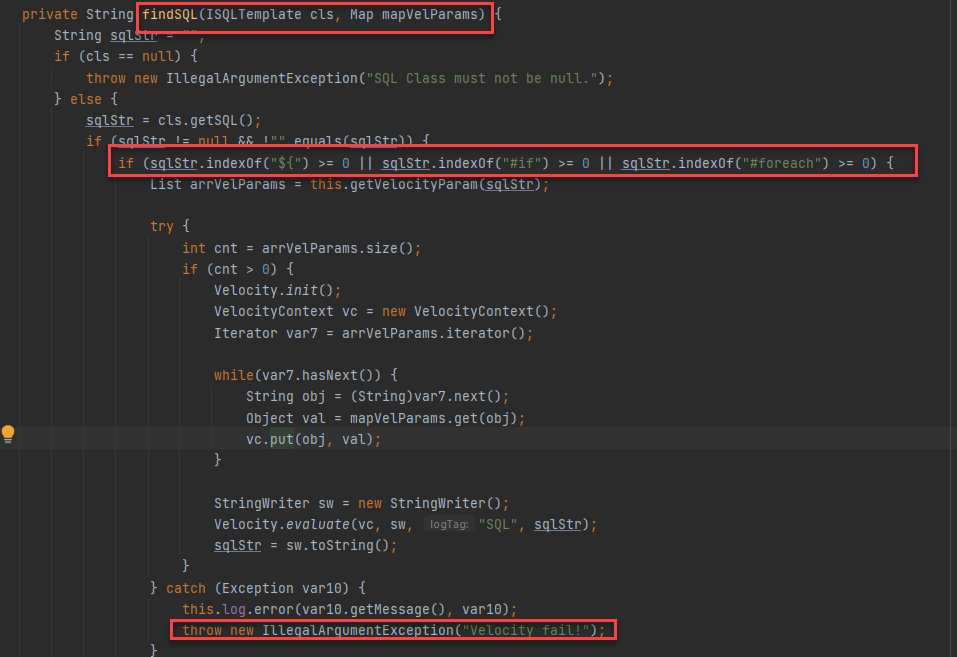 private String findSQL(ISQLTemplate cls, Map mapVelParams) {
String sqlStr = "";
if (cls == null) {
throw new IllegalArgumentException("SQL Class must not be null.");
} else {
sqlStr = cls.getSQL();
if (sqlStr != null && !"".equals(sqlStr)) {
if (sqlStr.indexOf("${") >= 0 || sqlStr.indexOf("#if") >= 0 || sqlStr.indexOf("#foreach") >= 0) {
List arrVelParams = this.getVelocityParam(sqlStr);
try {
int cnt = arrVelParams.size();
if (cnt > 0) {
Velocity.init();
VelocityContext vc = new VelocityContext();
Iterator var7 = arrVelParams.iterator();
while(var7.hasNext()) {
String obj = (String)var7.next();
Object val = mapVelParams.get(obj);
vc.put(obj, val);
}
StringWriter sw = new StringWriter();
Velocity.evaluate(vc, sw, logTag: "SQL", sqlStr);
sqlStr = sw.toString();
}
} catch (Exception var10) {
this.log.error(var10.getMessage(), var10);
throw new IllegalArgumentException("Velocity fail!");
}